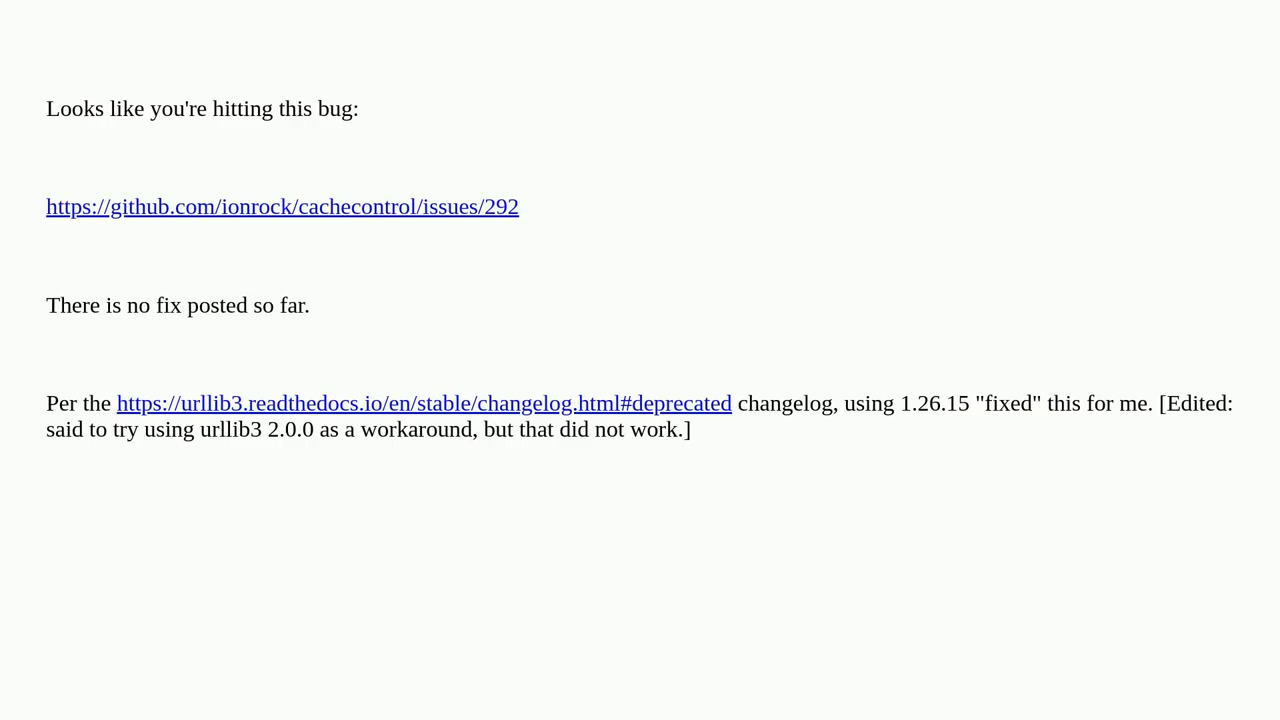 Looks like you're hitting this bug:
https://github.com/ionrock/cachecontrol/issues/292
There is no fix posted so far.
Per the https://urllib3.readthedocs.io/en/stable/changelog.html#deprecated changelog, using 1.26.15 "fixed" this for me. [Edited:
said to try using urllib3 2.0.0 as a workaround, but that did not work.]